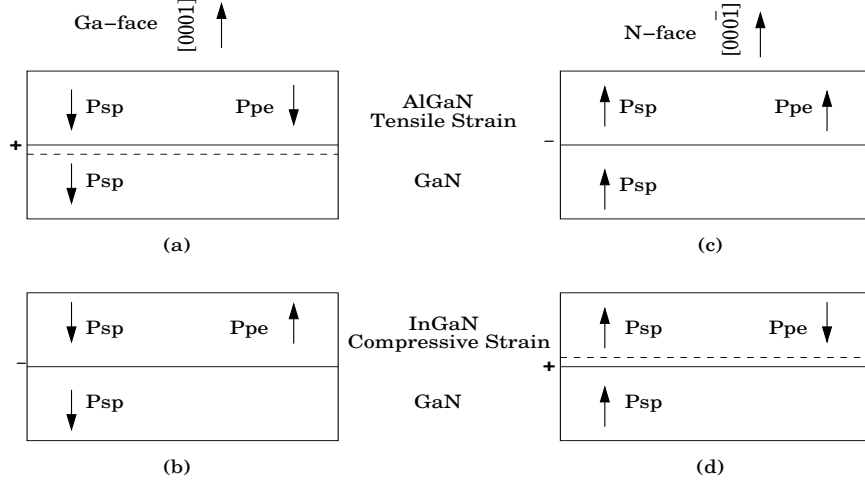 Ga–face [0001]
N–face [0001̄]
Psp Ppe
AlGaN
Tensile Strain
Psp Ppe
+
–
Psp
GaN
Psp
(a)
(c)
Psp Ppe
InGaN
Compressive Strain
Psp Ppe
–
+
Psp
GaN
Psp
(b)
(d)